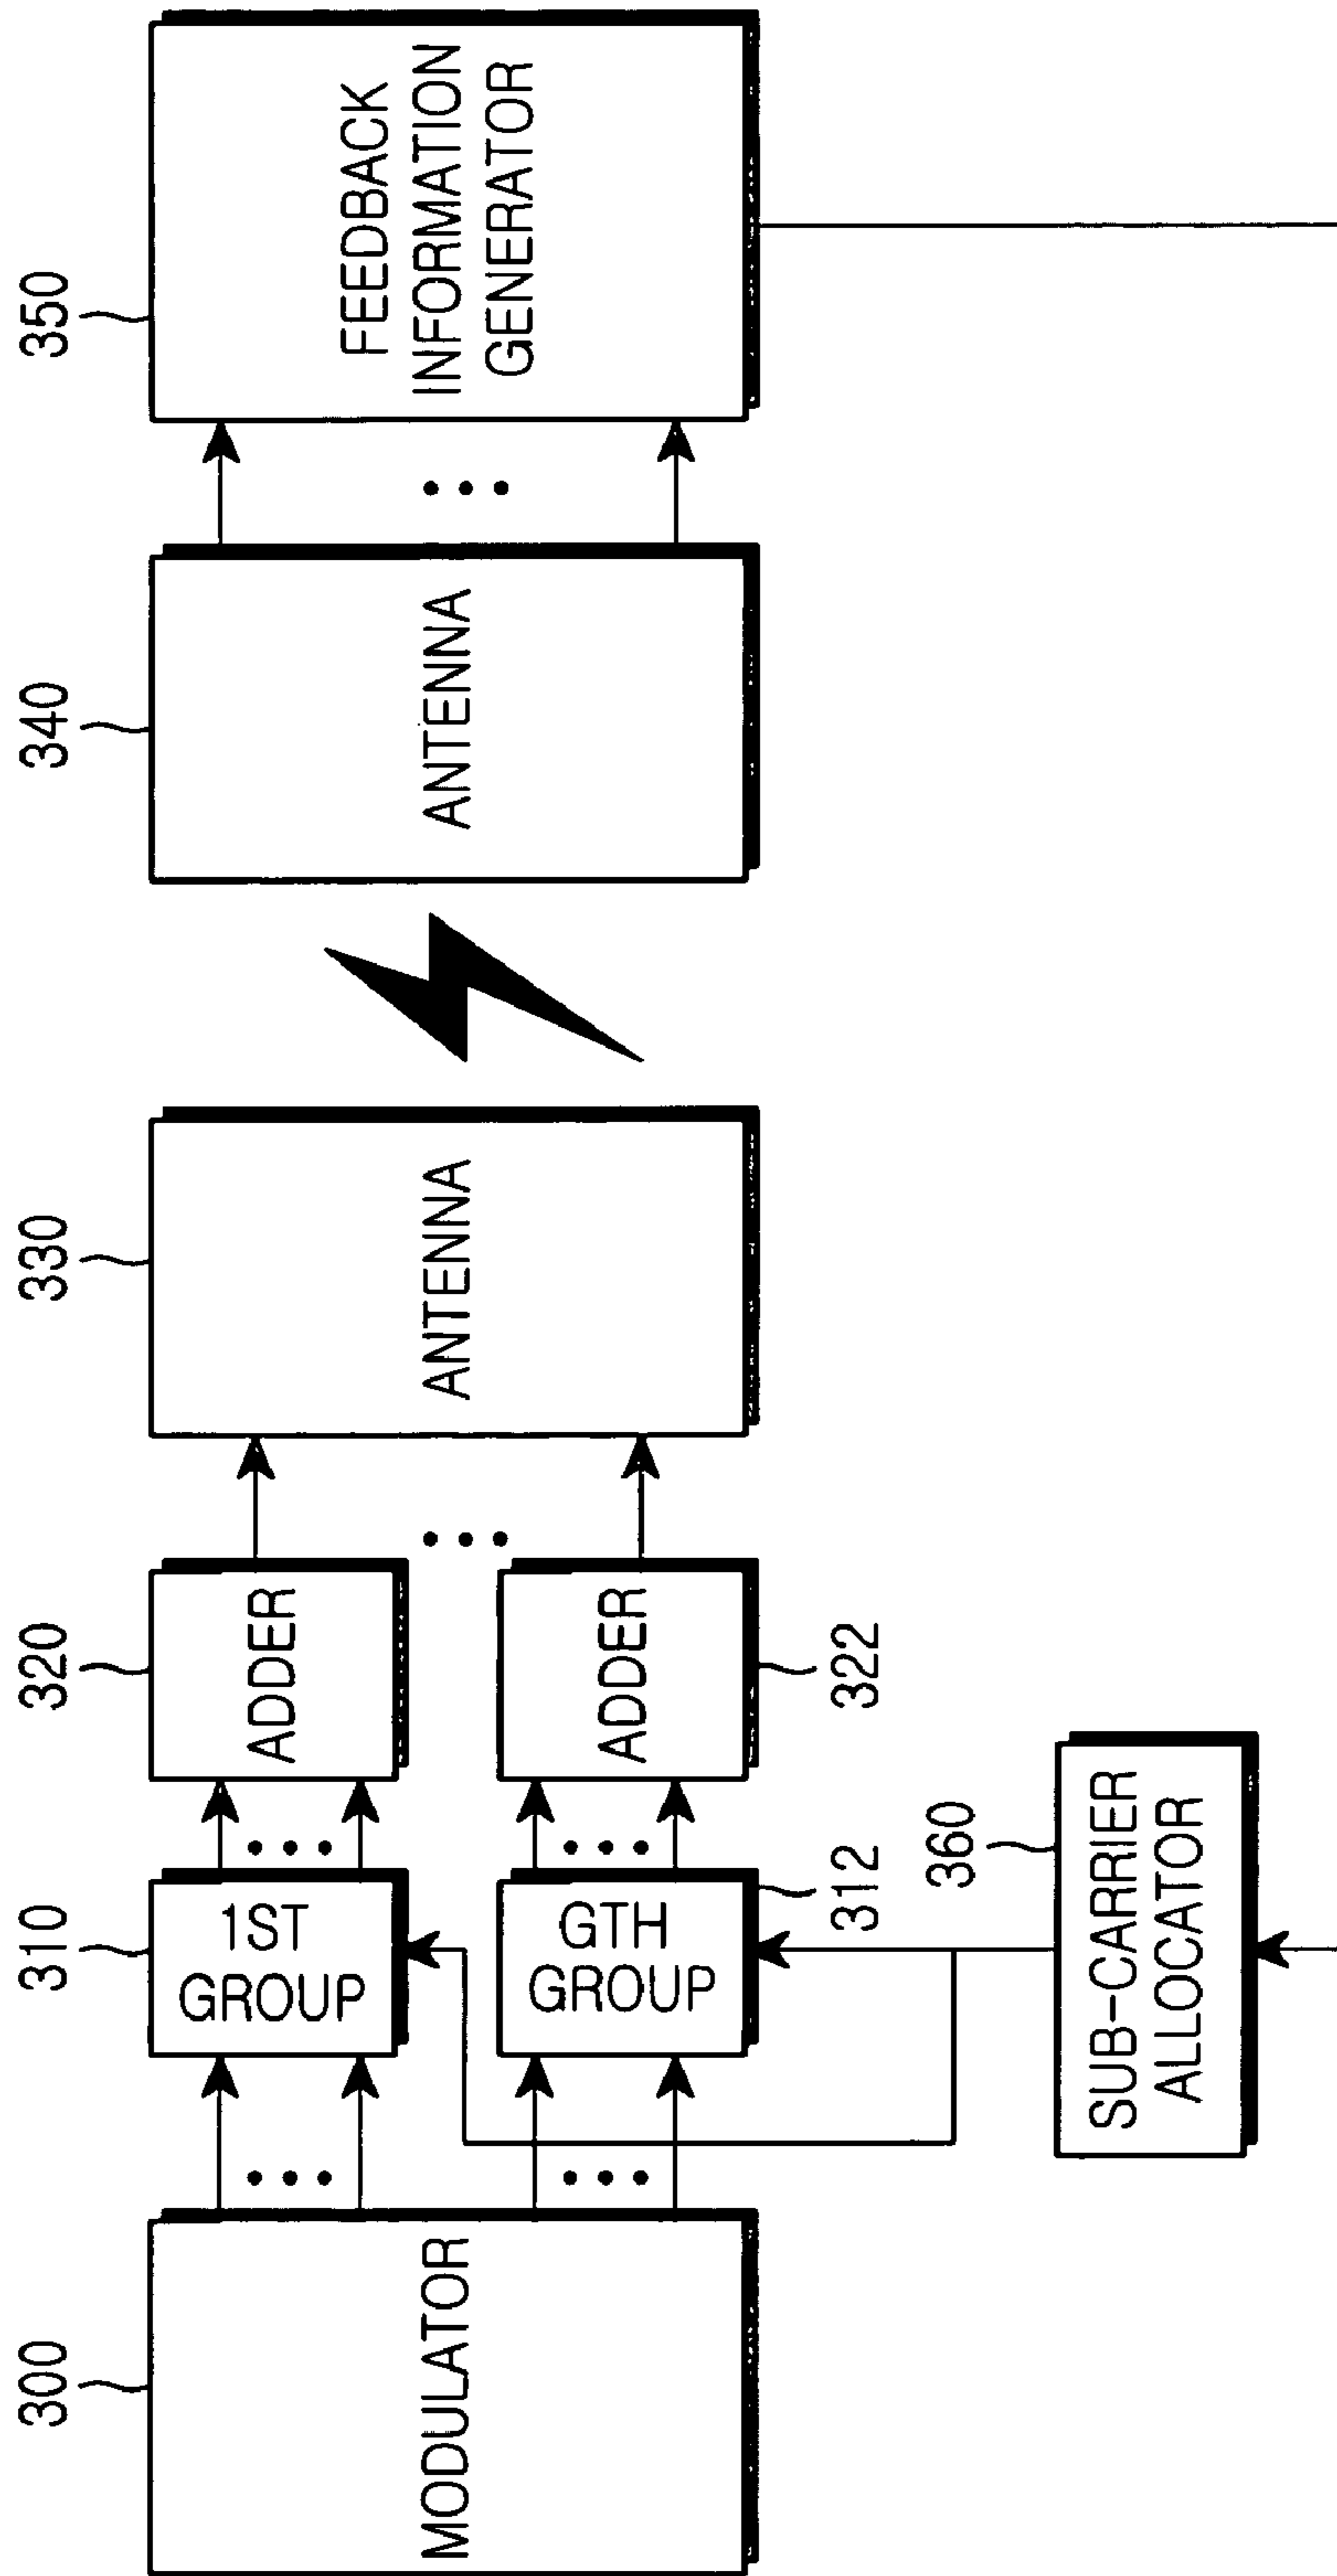 300
310
320
330
340
350
MODULATOR
1ST
GROUP
ADDER
ANTENNA
ANTENNA
FEEDBACK
INFORMATION
GENERATOR
GTH
GROUP
ADDER
312
322
360
SUB-CARRIER
ALLOCATOR